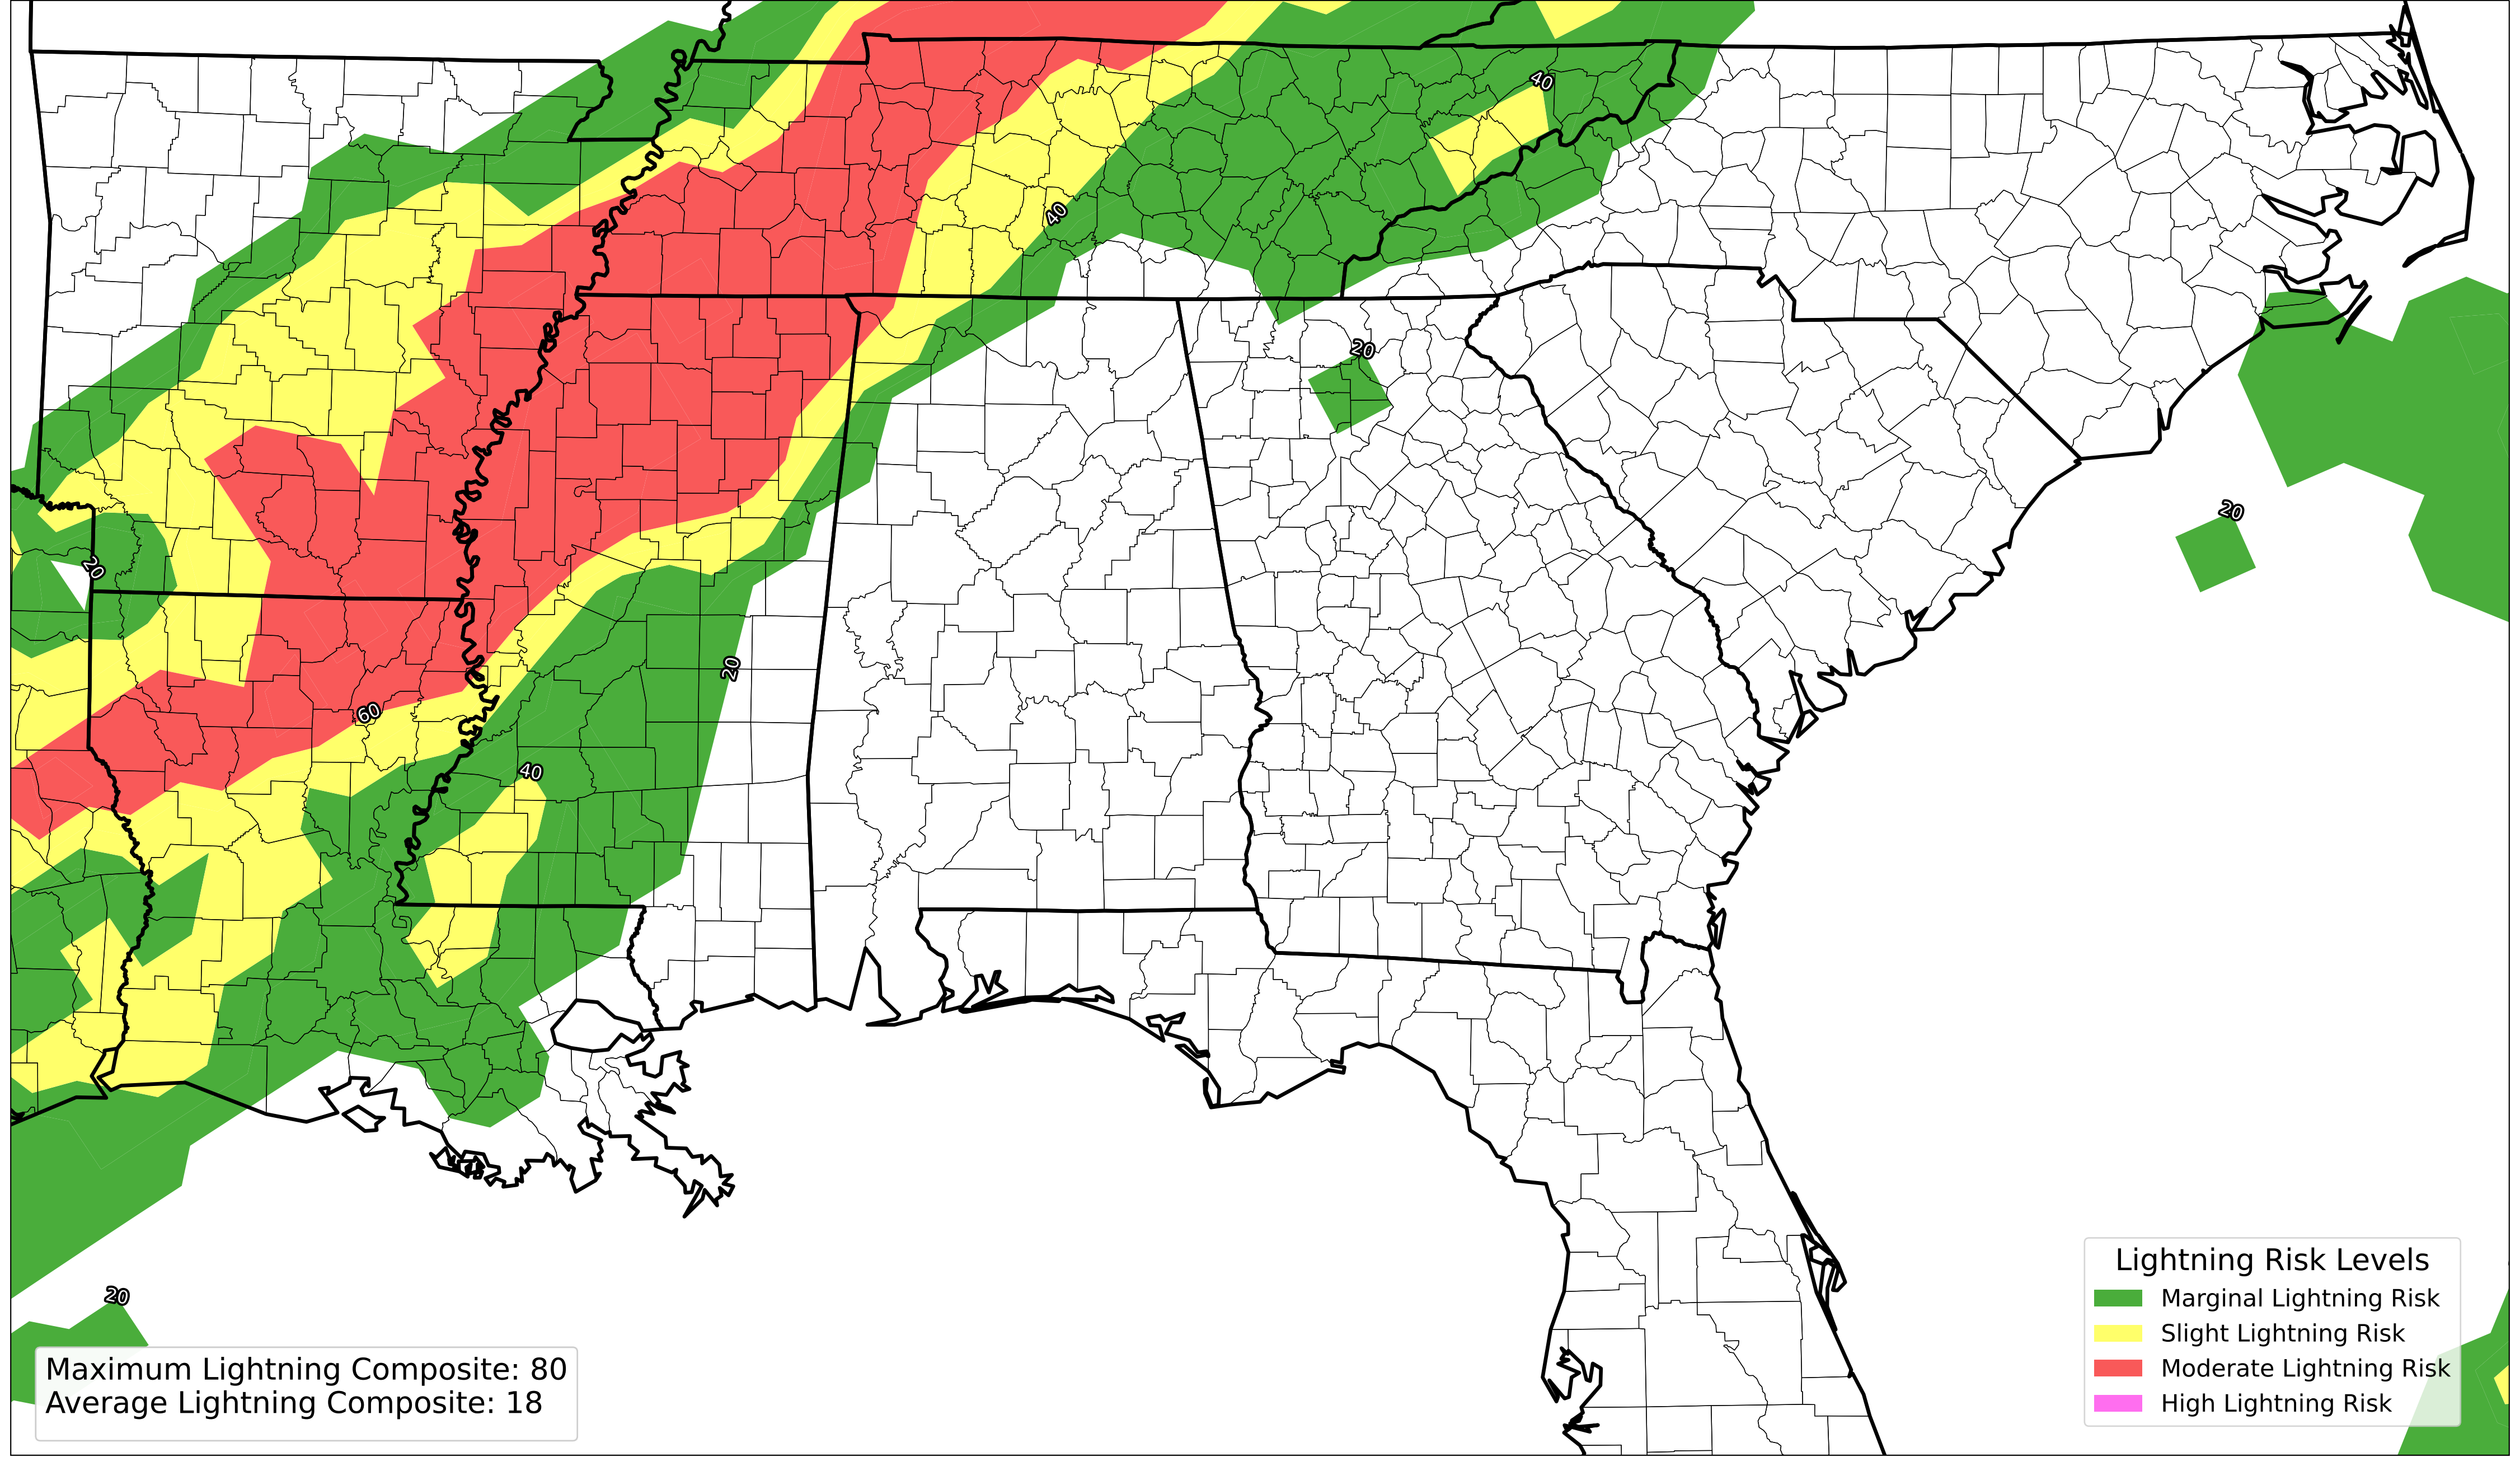 40
40
20
20
20
20
60
40
20
Lightning Risk Levels
Marginal Lightning Risk
Slight Lightning Risk
Moderate Lightning Risk
High Lightning Risk
Maximum Lightning Composite: 80
Average Lightning Composite: 18